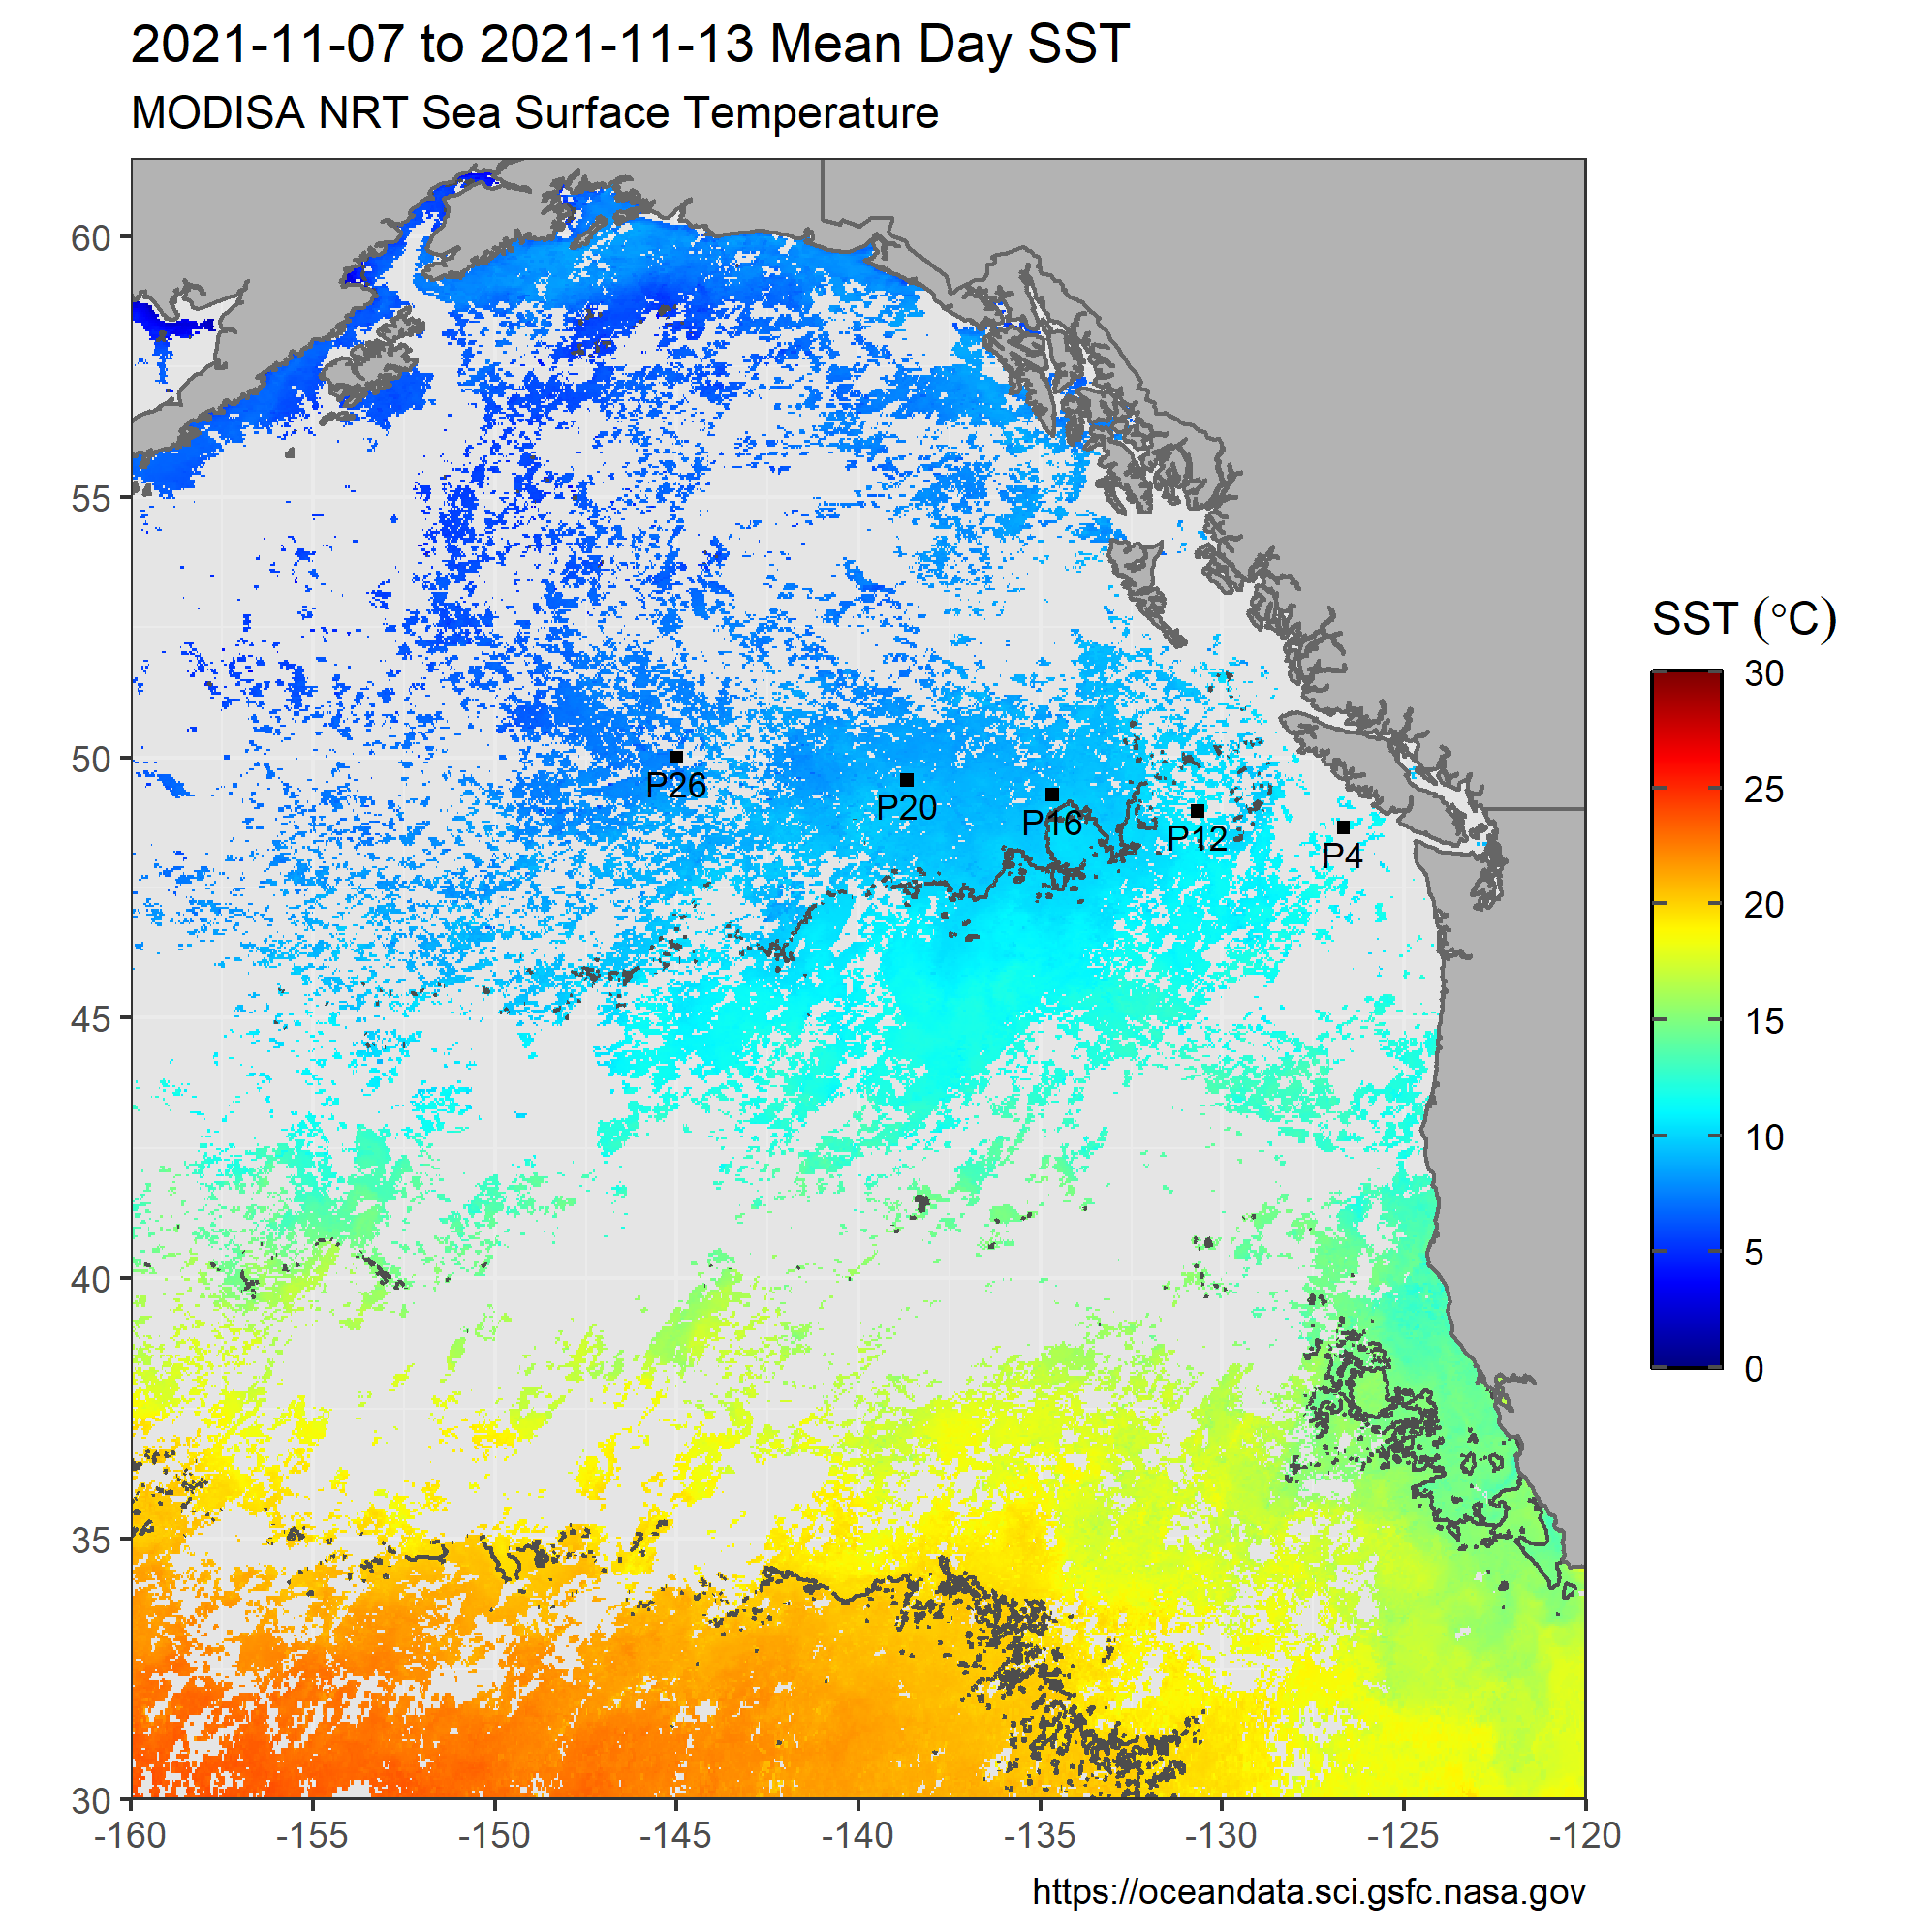 2021-11-07 to 2021-11-13 Mean Day SST
MODISA NRT Sea Surface Temperature
60
55
50
45
40
35
30
P26
P20
P16
P12
P4
-160
-155
-150
-145
-140
-135
-130
-125
-120
SST (°C)
30
25
20
15
10
5
0
https://oceandata.sci.gsfc.nasa.gov